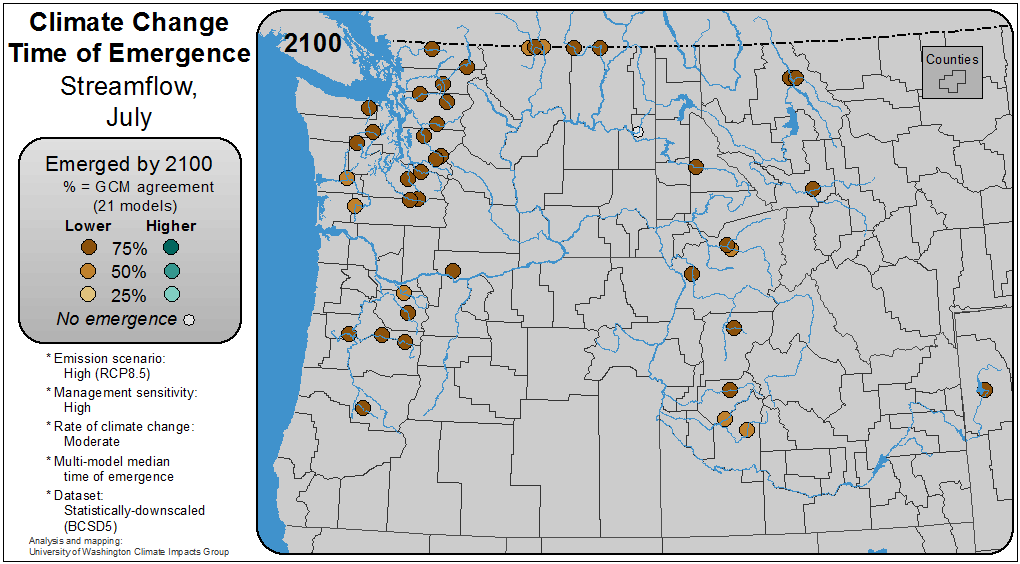 Climate Change
Time of Emergence
Streamflow,
July
Emerged by 2100
% = GCM agreement
(21 models)
Lower Higher
75%
50%
25%
No emergence
* Emission scenario:
High (RCP8.5)
* Management sensitivity:
High
* Rate of climate change:
Moderate
* Multi-model median
time of emergence
* Dataset:
Statistically-downscaled
(BCSD5)
Analysis and mapping:
University of Washington Climate Impacts Group
2100
Counties